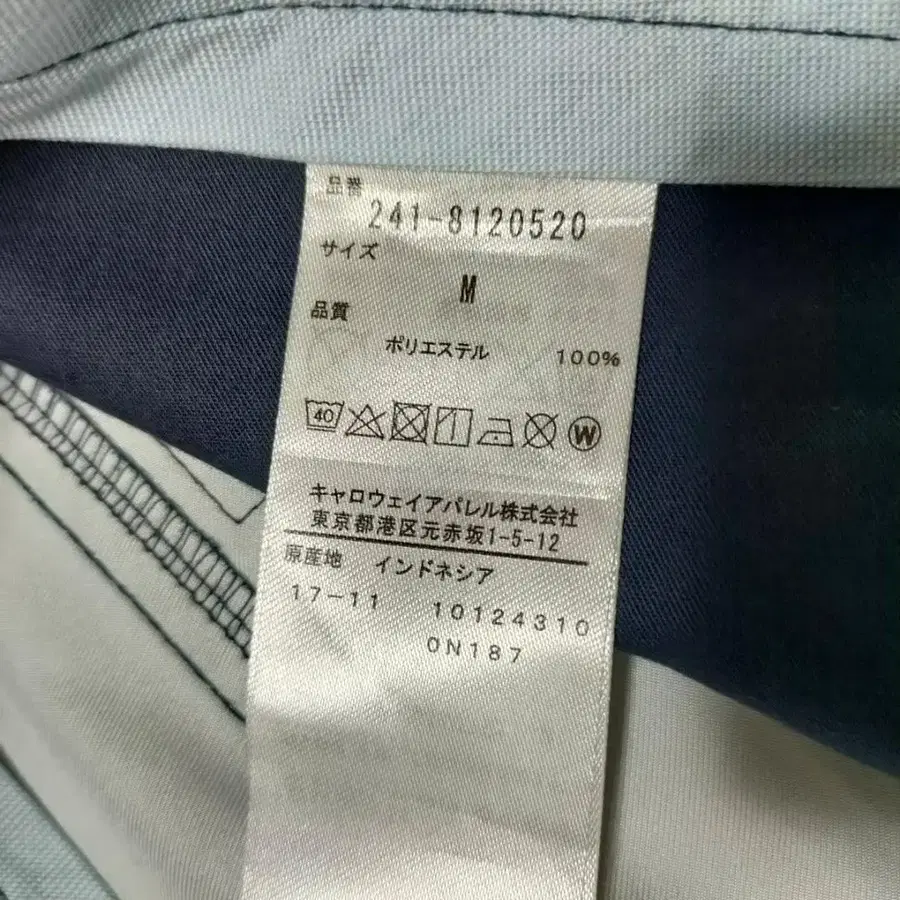 品番
241-8120520
サイズ
M
品質
ポリエステル 100%
40 W
キャロウェイアパレル株式会社
東京都港区元赤坂1-5-12
原産地 インドネシア
17-11 10124310
0N187